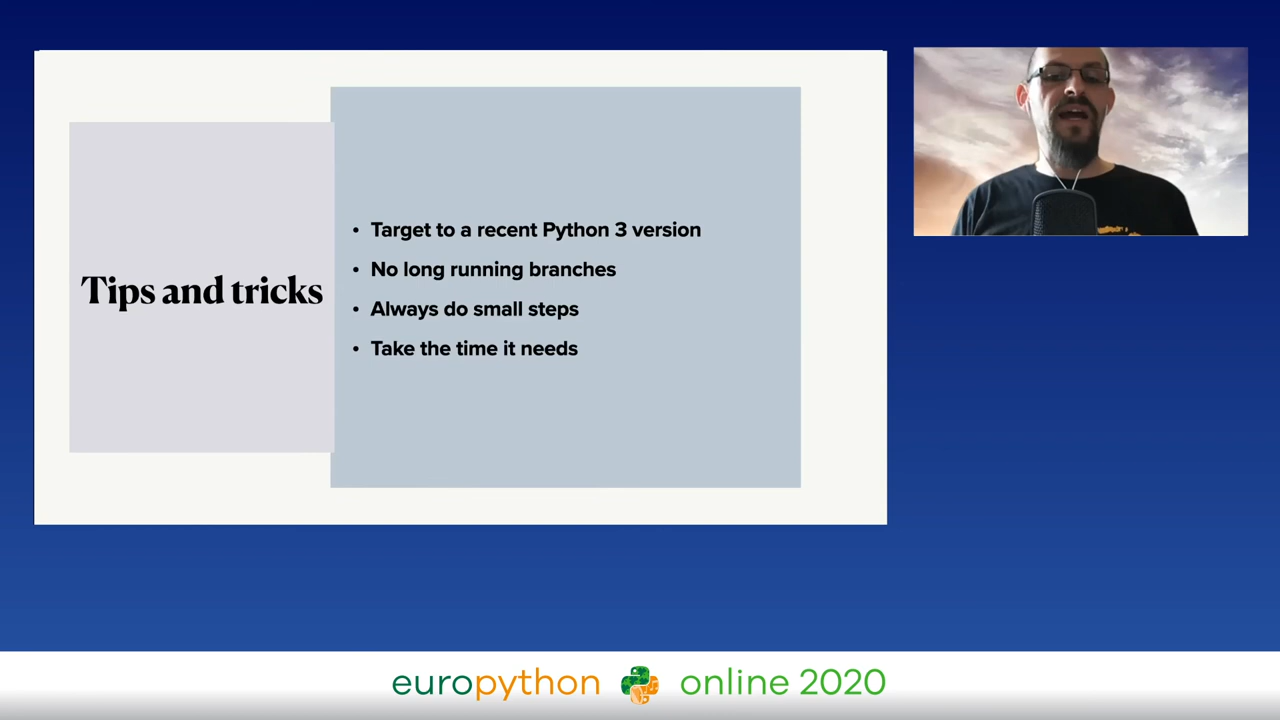 Tips and tricks
• Target to a recent Python 3 version
• No long running branches
• Always do small steps
• Take the time it needs
europython online 2020